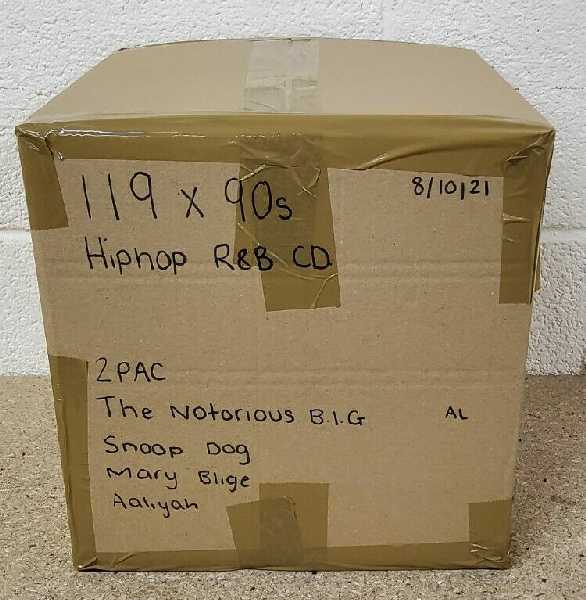 119 x 90s
8/10/21
Hiphop R&B CD
2PAC
The Notorious B.I.G
AL
Snoop Dog
Mary Blige
Aaliyah